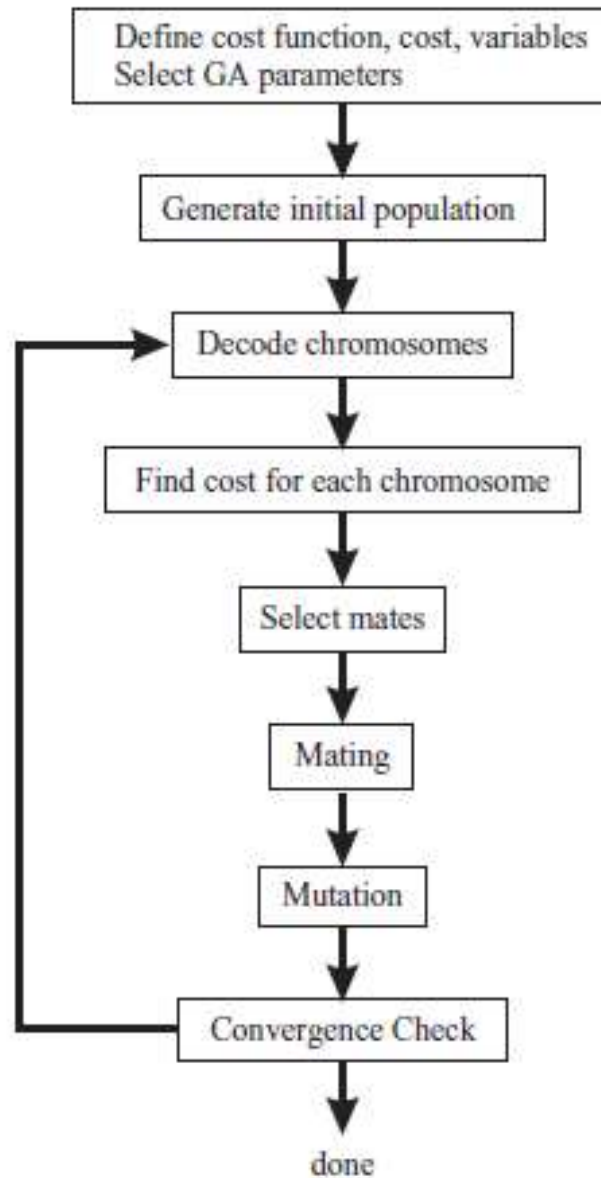 Define cost function, cost, variables
Select GA parameters
Generate initial population
Decode chromosomes
Find cost for each chromosome
Select mates
Mating
Mutation
Convergence Check
done